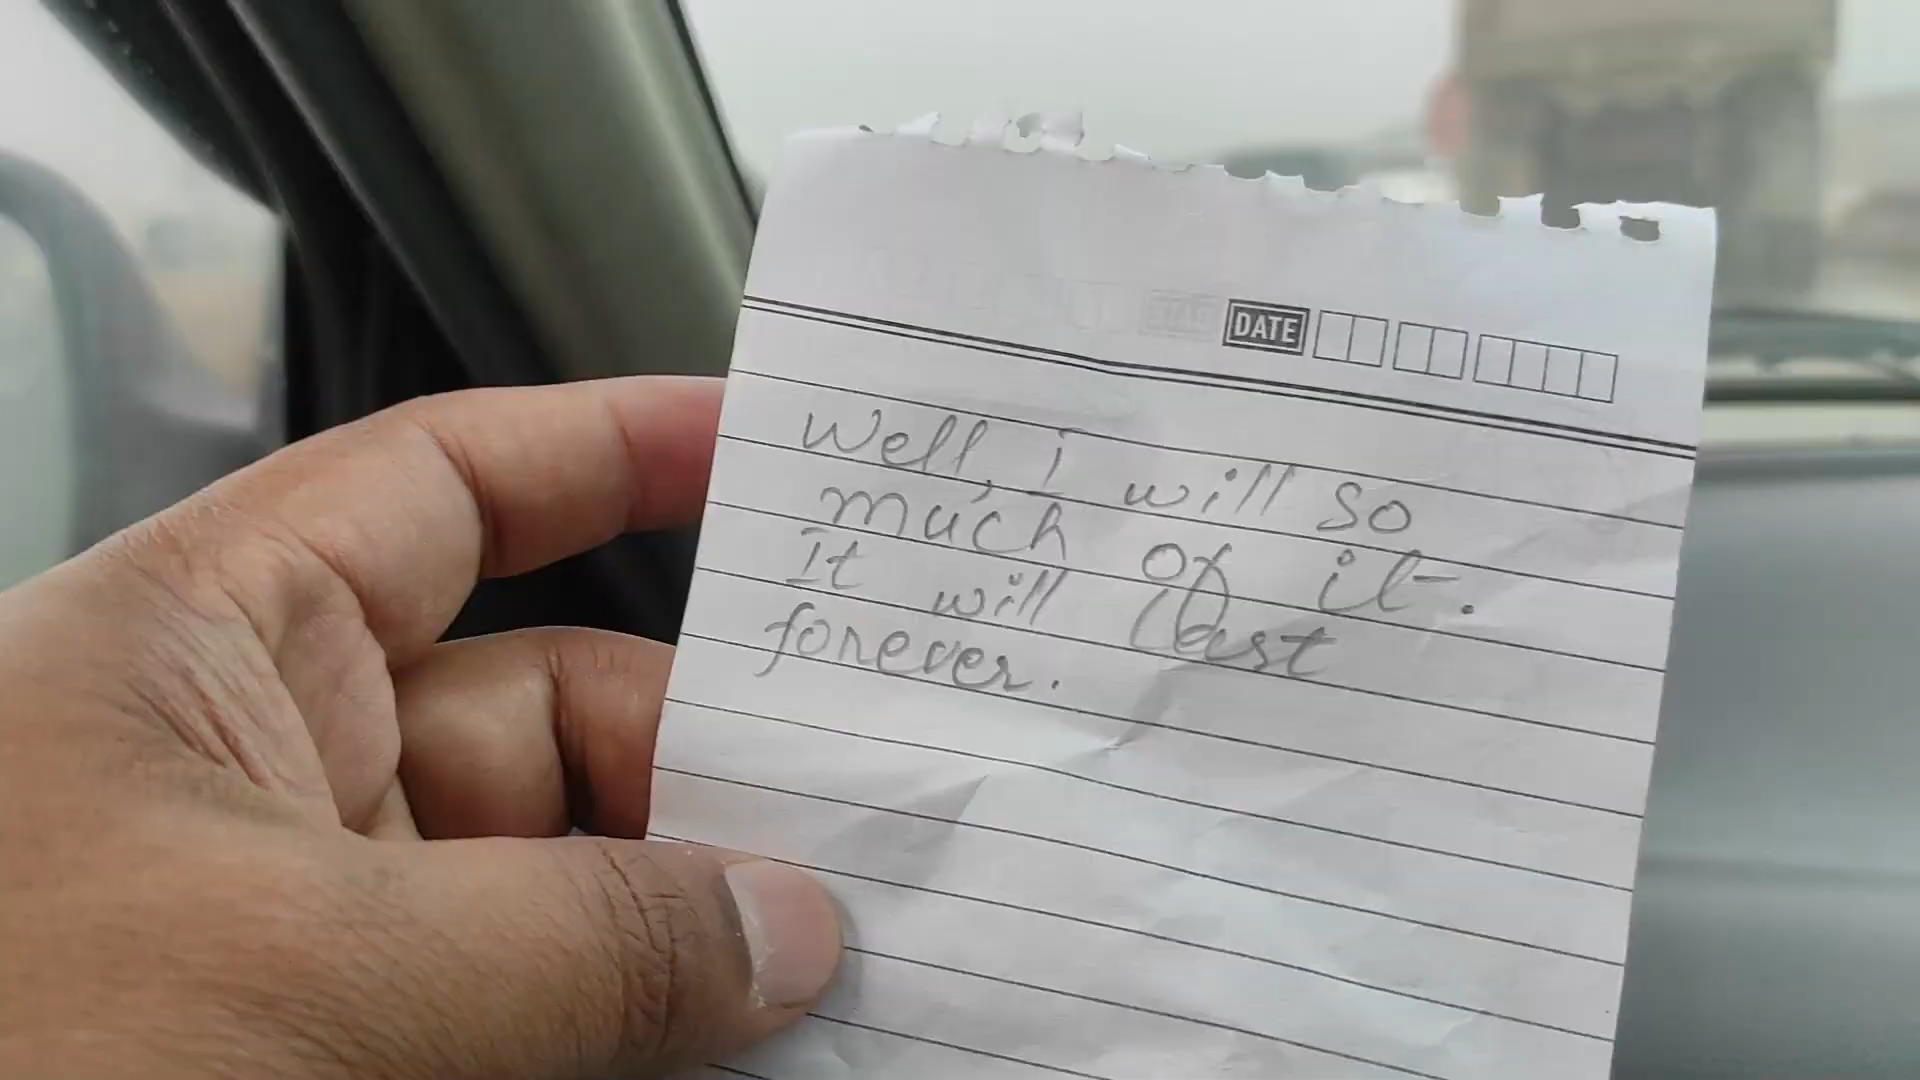 DATE
Well, i will so
much of it.
It will last
forever.